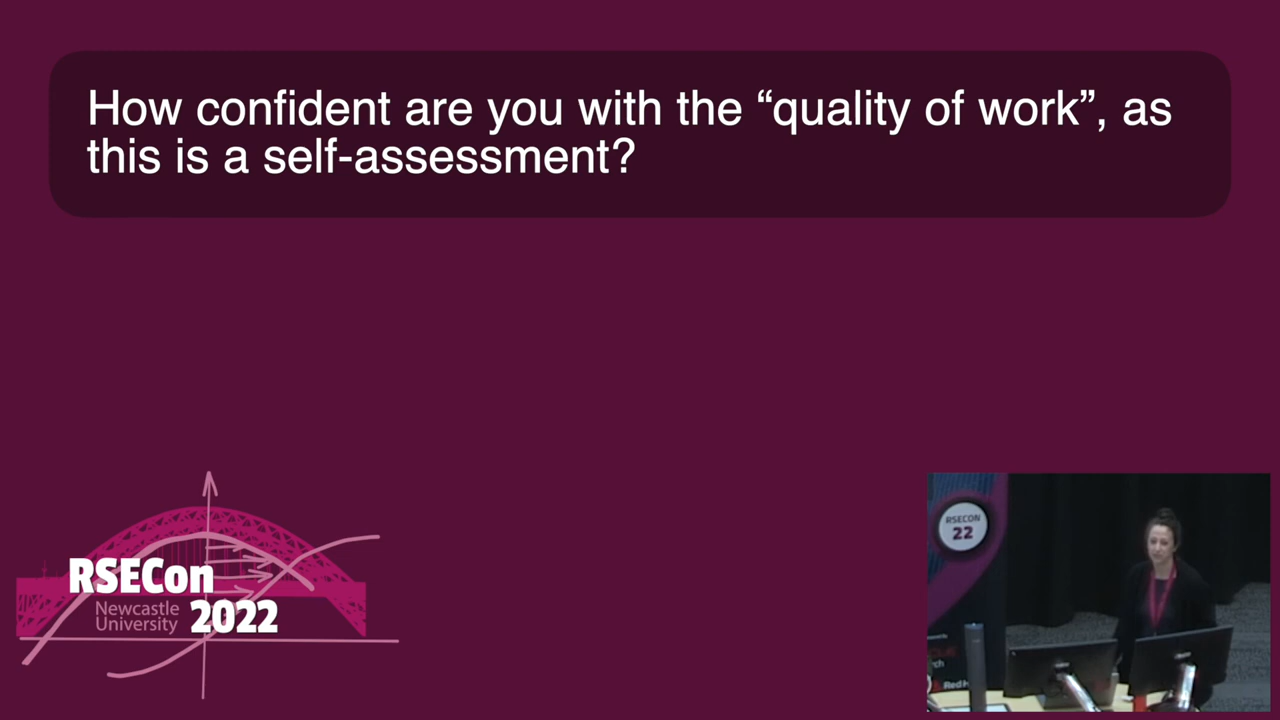 How confident are you with the “quality of work”, as
this is a self-assessment?
RSECon
Newcastle
University
2022
RSECON
22